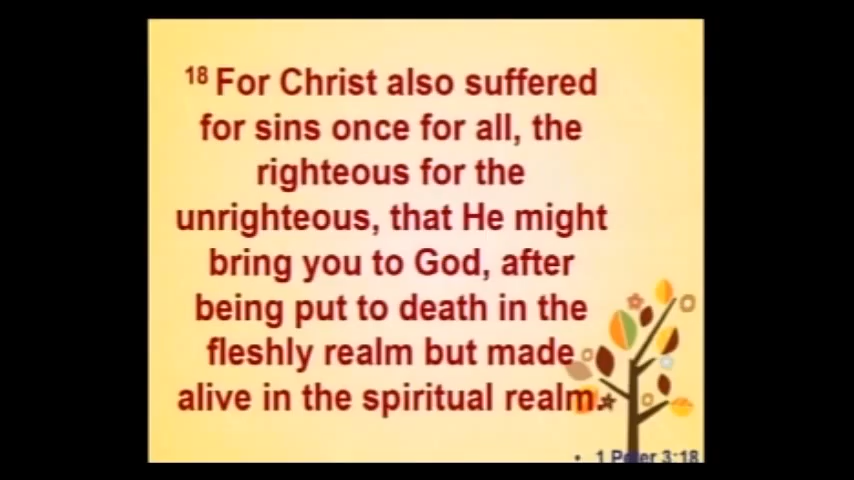 18 For Christ also suffered
for sins once for all, the
righteous for the
unrighteous, that He might
bring you to God, after
being put to death in the
fleshly realm but made
alive in the spiritual realm.
• 1 Peter 3:18